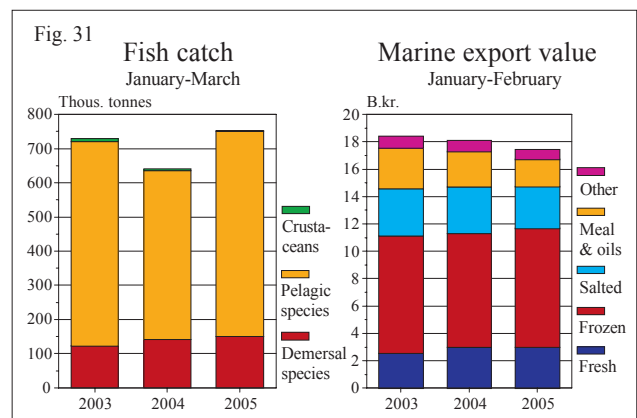 Fig. 31
Fish catch
January-March
Thous. tonnes
800
700
600
500
400
300
200
100
0
2003 2004 2005
Crusta-
ceans
Pelagic
species
Demersal
species
Marine export value
January-February
B.kr.
20
18
16
14
12
10
8
6
4
2
0
2003 2004 2005
Other
Meal
& oils
Salted
Frozen
Fresh